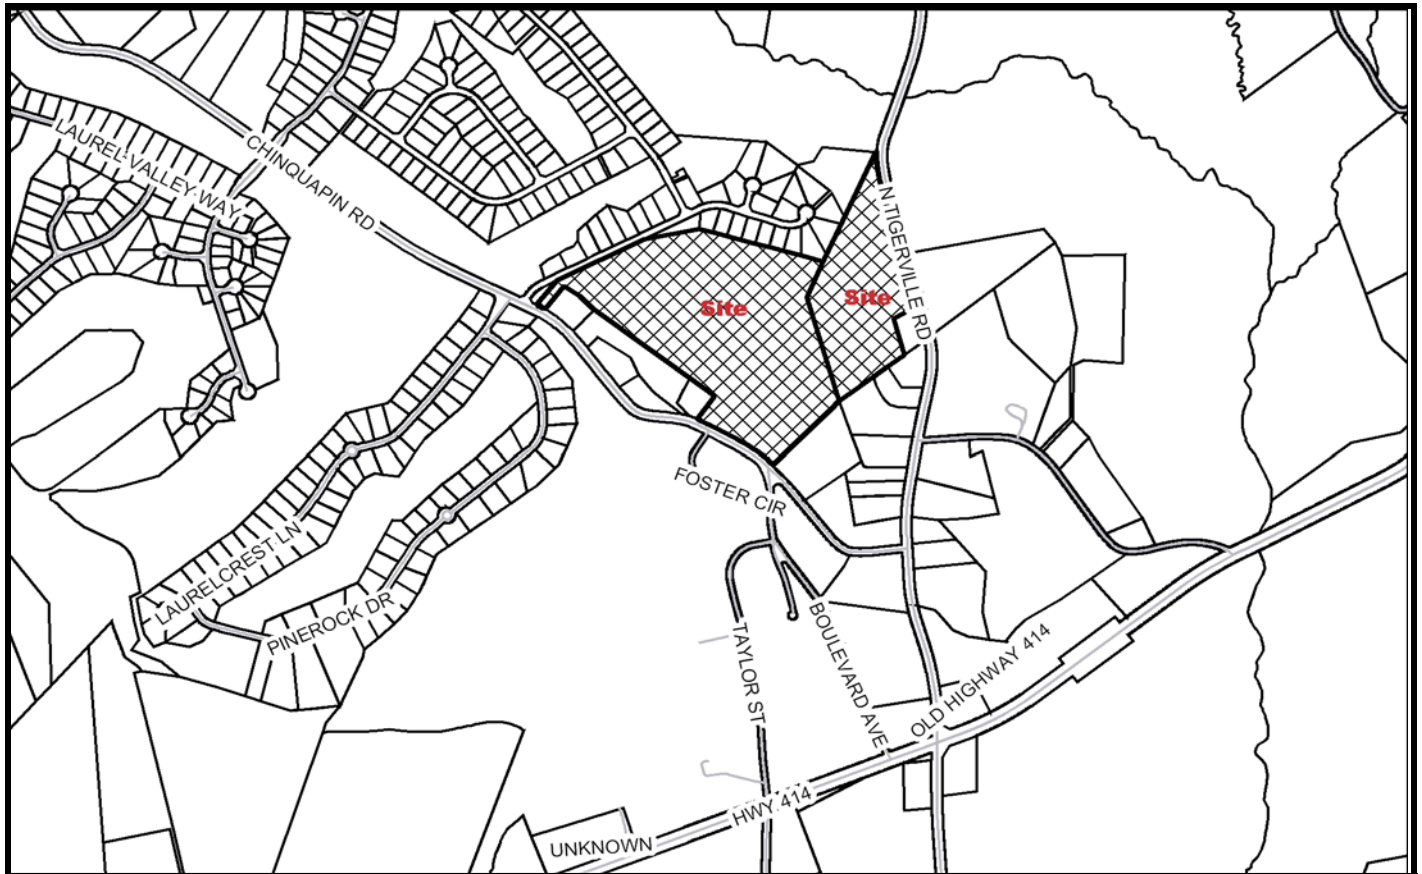 LAUREL VALLEY WAY
CHINQUAPIN RD
N TIGERVILLE RD
Site
Site
FOSTER CIR
LAURELCREST LN
PINEROCK DR
TAYLOR ST
BOULEVARD AVE
OLD HIGHWAY 414
HWY 414
UNKNOWN